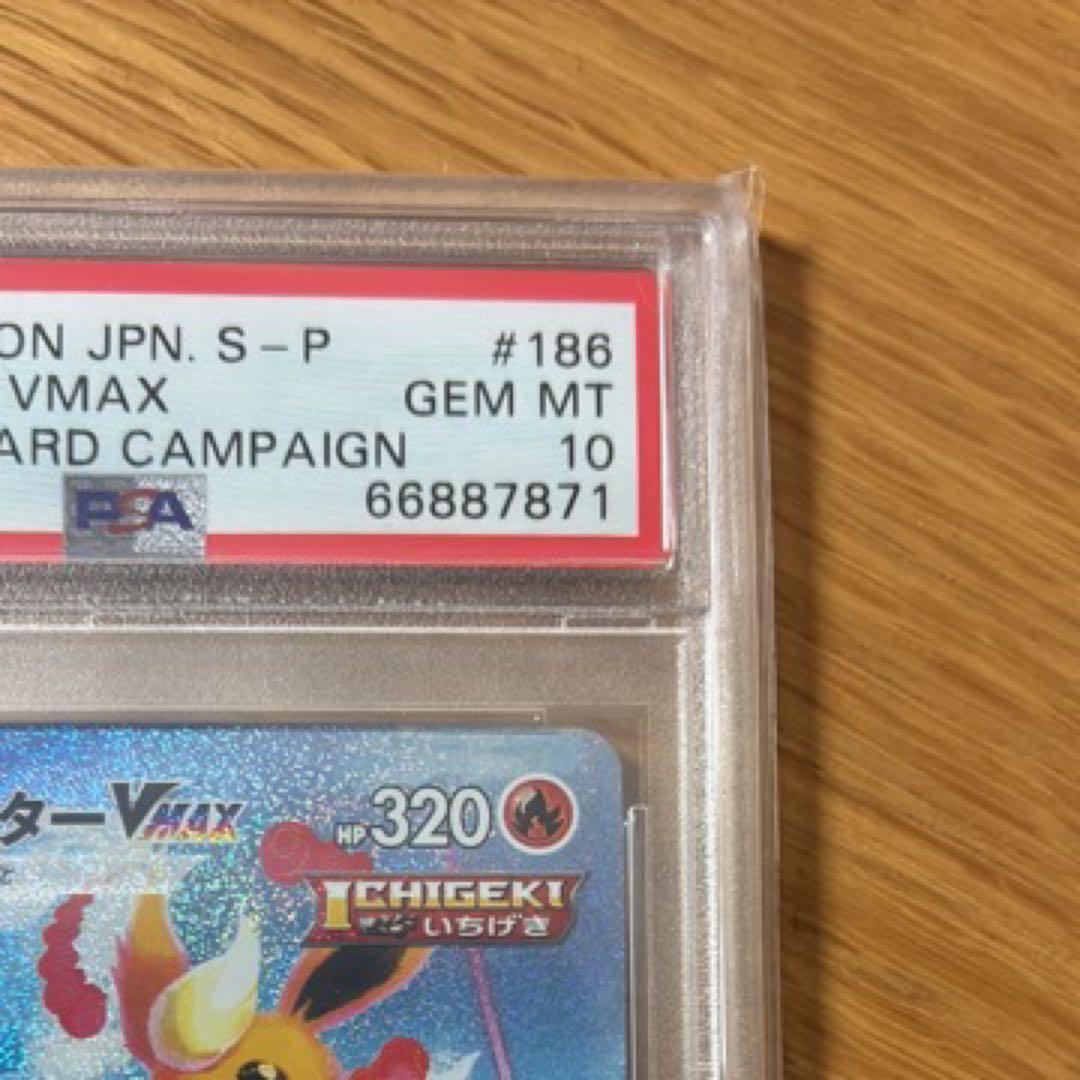 ON JPN. S-P #186
VMAX GEM MT
ARD CAMPAIGN 10
PSA 66887871
ターVMAX HP320
ICHIGEKI
いちげき